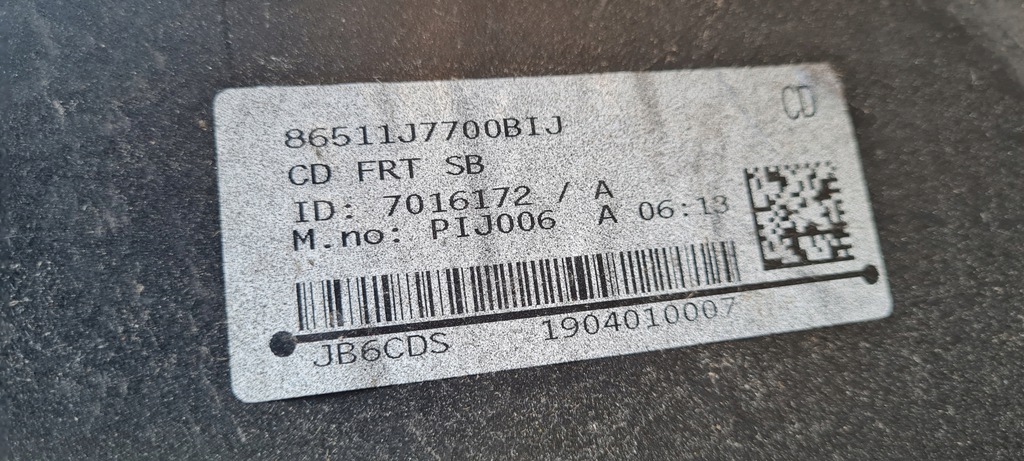 CD
86511J7700BIJ
CD FRT SB
ID: 7016172 / A
M.no: PIJ006 A 06:13
JB6CDS 1904010007